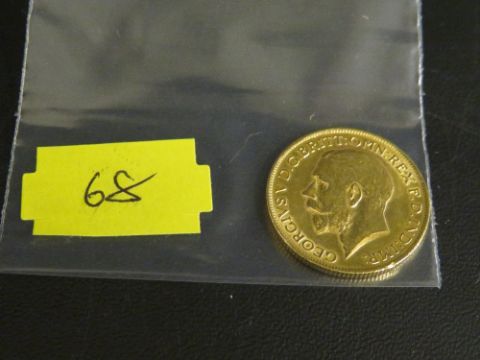 68
GEORGIVS V D.G.BRITT:OMN:REX F.D.IND:IMP: